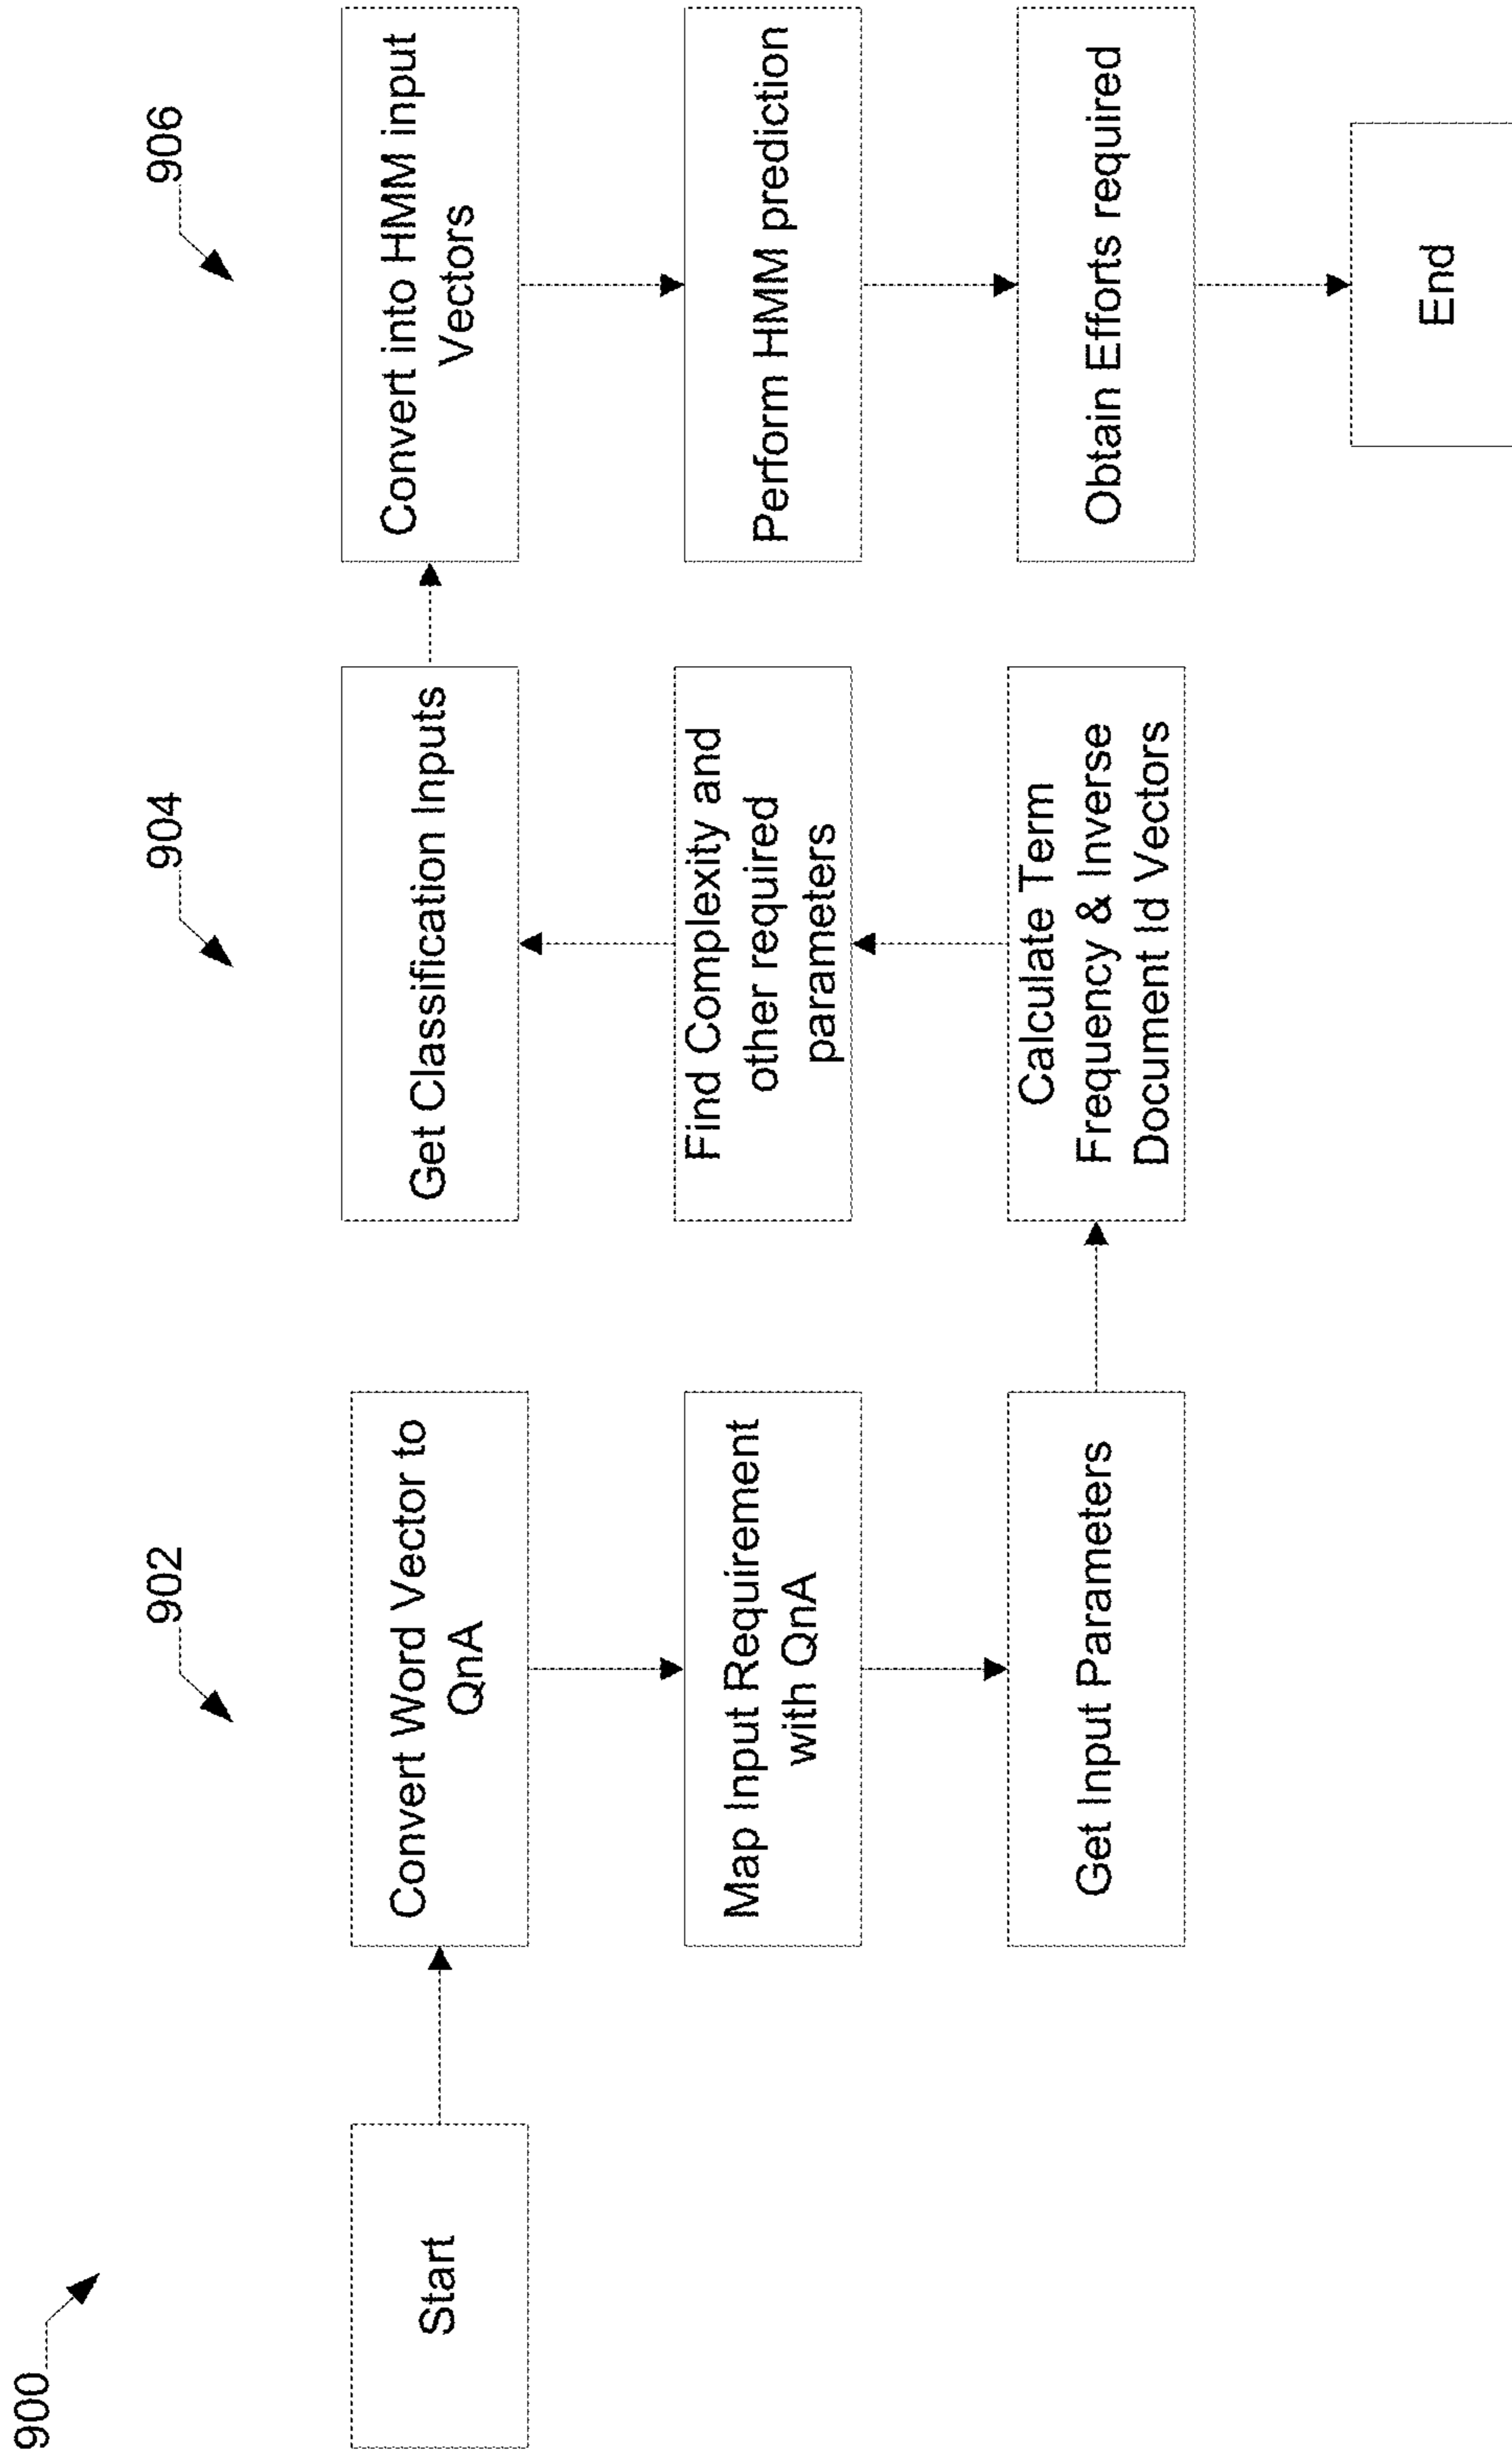 900
Start
902
Convert Word Vector to
QnA
Map Input Requirement
with QnA
Get Input Parameters
904
Get Classification Inputs
Find Complexity and
other required
parameters
Calculate Term
Frequency & Inverse
Document Id Vectors
906
Convert into HMM input
Vectors
Perform HMM prediction
Obtain Efforts required
End